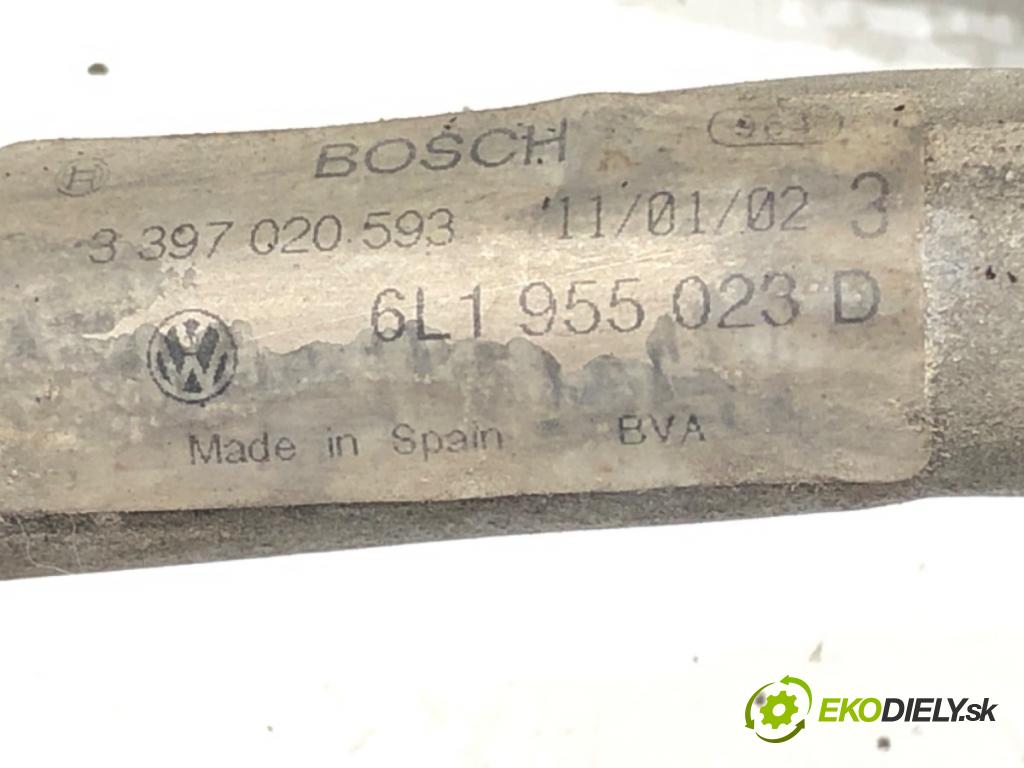 BOSCH
3 397 020 593 11/01/02 3
6L1 955 023 D
Made in Spain BVA
EKODIELY.sk